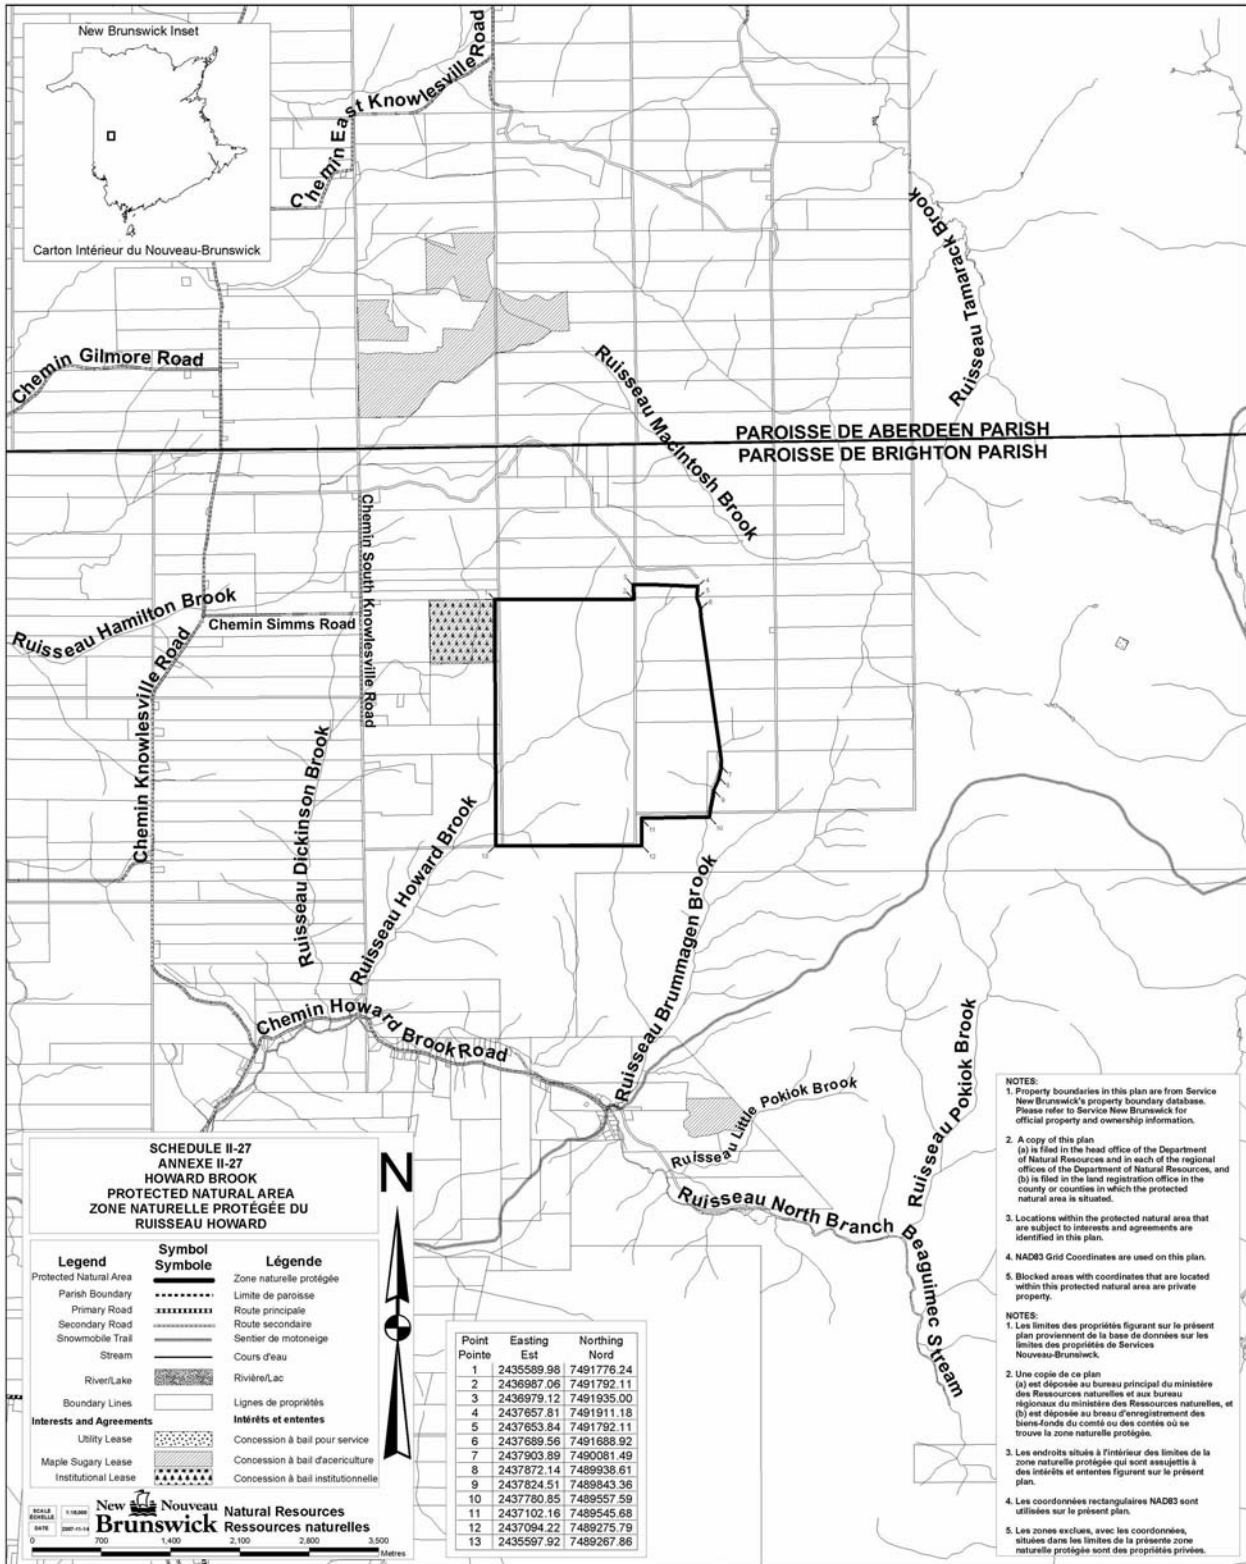 New Brunswick Inset
Carton Intérieur du Nouveau-Brunswick
Chemin East Knowlesville Road
Ruisseau Tamarack Brook
Chemin Gilmore Road
Ruisseau MacIntosh Brook
PAROISSE DE ABERDEEN PARISH
PAROISSE DE BRIGHTON PARISH
Chemin South Knowlesville Road
Ruisseau Hamilton Brook
Chemin Simms Road
Chemin Knowlesville Road
Ruisseau Dickinson Brook
Ruisseau Howard Brook
Ruisseau Brummagen Brook
Chemin Howard Brook Road
Ruisseau Little Pokiok Brook
Ruisseau Pokiok Brook
Ruisseau North Branch Beaguimec Stream
1
4
10
11
12
13
SCHEDULE II-27
ANNEXE II-27
HOWARD BROOK
PROTECTED NATURAL AREA
ZONE NATURELLE PROTÉGÉE DU
RUISSEAU HOWARD
N
Legend Symbol Symbole Légende
Protected Natural Area Zone naturelle protégée
Parish Boundary Limite de paroisse
Primary Road Route principale
Secondary Road Route secondaire
Snowmobile Trail Sentier de motoneige
Stream Cours d'eau
River/Lake Rivière/Lac
Boundary Lines Lignes de propriétés
Interests and Agreements Intérêts et ententes
Utility Lease Concession à bail pour service
Maple Sugary Lease Concession à bail d'acericulture
Institutional Lease Concession à bail institutionnelle
SCALE
ÉCHELLE
DATE 2007-11-14
New Nouveau
Brunswick
Natural Resources
Ressources naturelles
0 700 1,400 2,100 2,800 3,500
Metres
Point Easting Northing
Pointe Est Nord
1 2435589.98 7491776.24
2 2436987.06 7491792.11
3 2436979.12 7491935.00
4 2437657.81 7491911.18
5 2437653.84 7491792.11
6 2437689.56 7491688.92
7 2437903.89 7490081.49
8 2437872.14 7489938.61
9 2437824.51 7489843.36
10 2437780.85 7489557.59
11 2437102.16 7489545.68
12 2437094.22 7489275.79
13 2435597.92 7489267.86
NOTES:
1. Property boundaries in this plan are from Service
New Brunswick's property boundary database.
Please refer to Service New Brunswick for
official property and ownership information.
2. A copy of this plan
(a) is filed in the head office of the Department
of Natural Resources and in each of the regional
offices of the Department of Natural Resources, and
(b) is filed in the land registration office in the
county or counties in which the protected
natural area is situated.
3. Locations within the protected natural area that
are subject to interests and agreements are
identified in this plan.
4. NAD83 Grid Coordinates are used on this plan.
5. Blocked areas with coordinates that are located
within this protected natural area are private
property.
NOTES:
1. Les limites des propriétés figurant sur le présent
plan proviennent de la base de données sur les
limites des propriétés de Services
Nouveau-Brunsiwck.
2. Une copie de ce plan
(a) est déposée au bureau principal du ministère
des Ressources naturelles et aux bureau
régionaux du ministère des Ressources naturelles, et
(b) est déposée au breau d'enregistrement des
biens-fonds du comté ou des contés où se
trouve la zone naturelle protégée.
3. Les endroits situés à l'intérieur des limites de la
zone naturelle protégée qui sont assujettis à
des intérêts et ententes figurent sur le présent
plan.
4. Les coordonnées rectangulaires NAD83 sont
utilisées sur le présent plan.
5. Les zones exclues, avec les coordonnées,
situées dans les limites de la présente zone
naturelle protégée sont des propriétés privées.